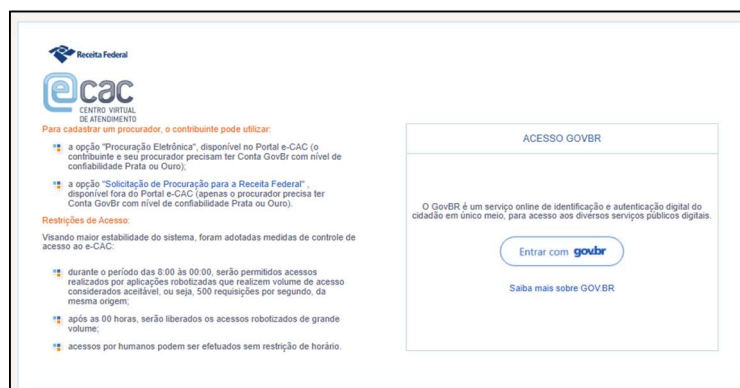 Receita Federal
ecac
CENTRO VIRTUAL
DE ATENDIMENTO
Para cadastrar um procurador, o contribuinte pode utilizar:
a opção "Procuração Eletrônica", disponível no Portal e-CAC (o
contribuinte e seu procurador precisam ter Conta GovBr com nível de
confiabilidade Prata ou Ouro);
a opção "Solicitação de Procuração para a Receita Federal" ,
disponível fora do Portal e-CAC (apenas o procurador precisa ter
Conta GovBr com nível de confiabilidade Prata ou Ouro).
Restrições de Acesso:
Visando maior estabilidade do sistema, foram adotadas medidas de controle de
acesso ao e-CAC:
durante o período das 8:00 às 00:00, serão permitidos acessos
realizados por aplicações robotizadas que realizem volume de acesso
considerados aceitável, ou seja, 500 requisições por segundo, da
mesma origem;
após as 00 horas, serão liberados os acessos robotizados de grande
volume;
acessos por humanos podem ser efetuados sem restrição de horário.
ACESSO GOVBR
O GovBR é um serviço online de identificação e autenticação digital do
cidadão em único meio, para acesso aos diversos serviços públicos digitais.
Entrar com gov.br
Saiba mais sobre GOV.BR